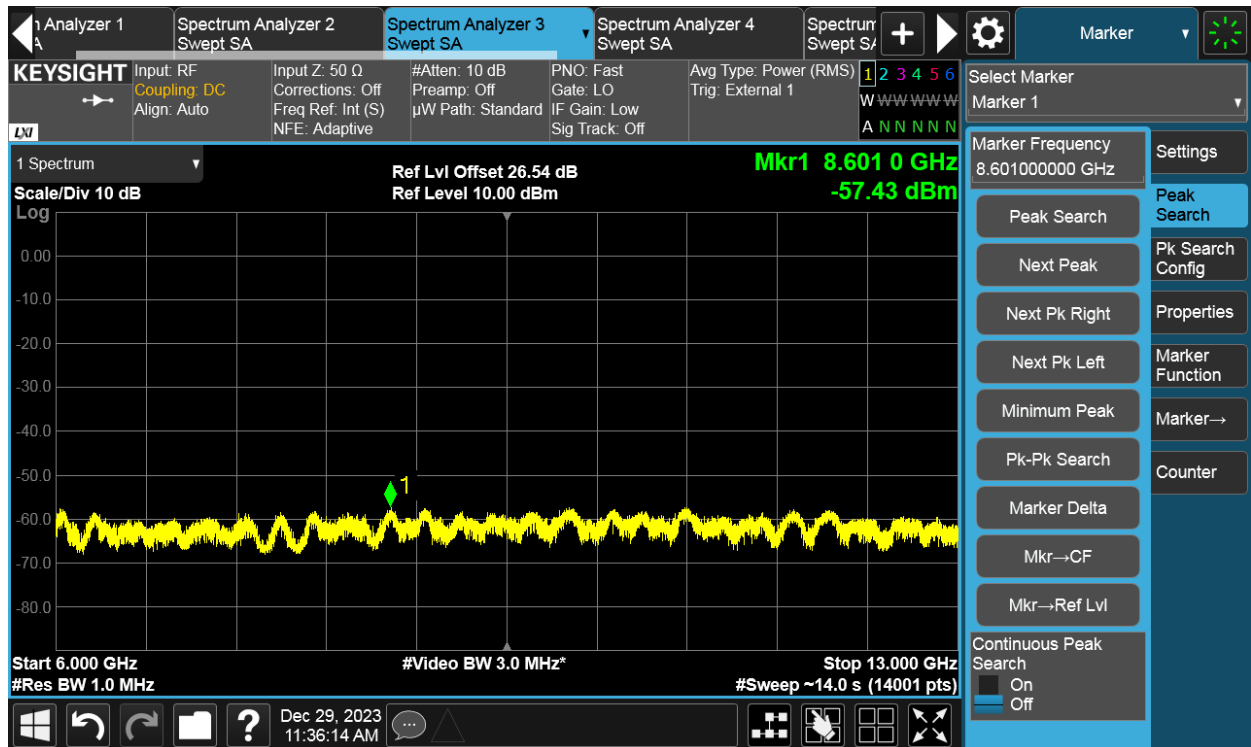 n Analyzer 1
A
Spectrum Analyzer 2
Swept SA
Spectrum Analyzer 3
Swept SA
Spectrum Analyzer 4
Swept SA
Spectrum
Swept SA
+
Marker
KEYSIGHT
LXI
Input: RF
Coupling: DC
Align: Auto
Input Z: 50 Ω
Corrections: Off
Freq Ref: Int (S)
NFE: Adaptive
#Atten: 10 dB
Preamp: Off
µW Path: Standard
PNO: Fast
Gate: LO
IF Gain: Low
Sig Track: Off
Avg Type: Power (RMS)
Trig: External 1
1 2 3 4 5 6
W W W W W W
A N N N N N
Select Marker
Marker 1
1 Spectrum
Scale/Div 10 dB
Log
Ref Lvl Offset 26.54 dB
Ref Level 10.00 dBm
Mkr1 8.601 0 GHz
-57.43 dBm
0.00
-10.0
-20.0
-30.0
-40.0
-50.0
-60.0
-70.0
-80.0
1
Start 6.000 GHz
#Res BW 1.0 MHz
#Video BW 3.0 MHz*
Stop 13.000 GHz
#Sweep ~14.0 s (14001 pts)
Marker Frequency
8.601000000 GHz
Peak Search
Next Peak
Next Pk Right
Next Pk Left
Minimum Peak
Pk-Pk Search
Marker Delta
Mkr→CF
Mkr→Ref Lvl
Continuous Peak
Search
On
Off
Settings
Peak
Search
Pk Search
Config
Properties
Marker
Function
Marker→
Counter
?
Dec 29, 2023
11:36:14 AM